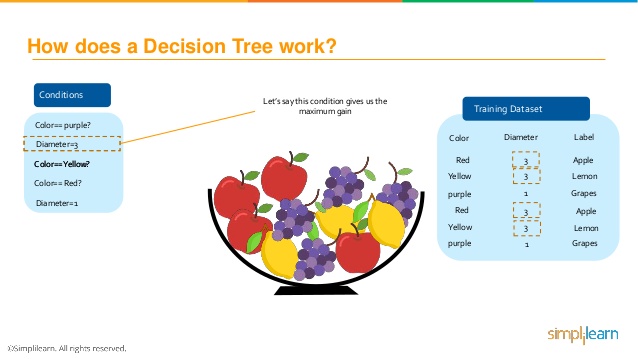 How does a Decision Tree work?
Conditions
Color== purple?
Diameter=3
Color==Yellow?
Color== Red?
Diameter=1
Let's say this condition gives us the
maximum gain
Training Dataset
Color Diameter Label
Red 3 Apple
Yellow 3 Lemon
purple 1 Grapes
Red 3 Apple
Yellow 3 Lemon
purple 1 Grapes
©Simplilearn. All rights reserved.
simplilearn